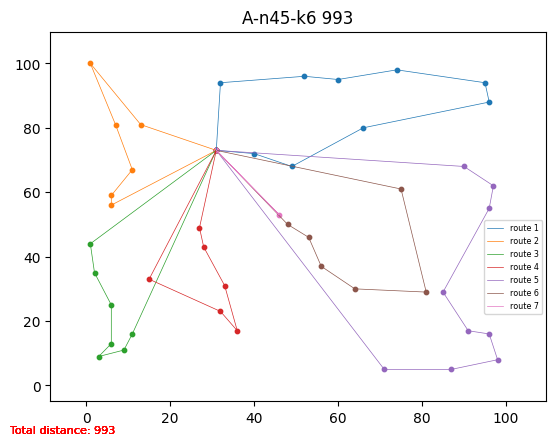 A-n45-k6 993
100
80
60
40
20
0
0 20 40 60 80 100
route 1
route 2
route 3
route 4
route 5
route 6
route 7
Total distance: 993